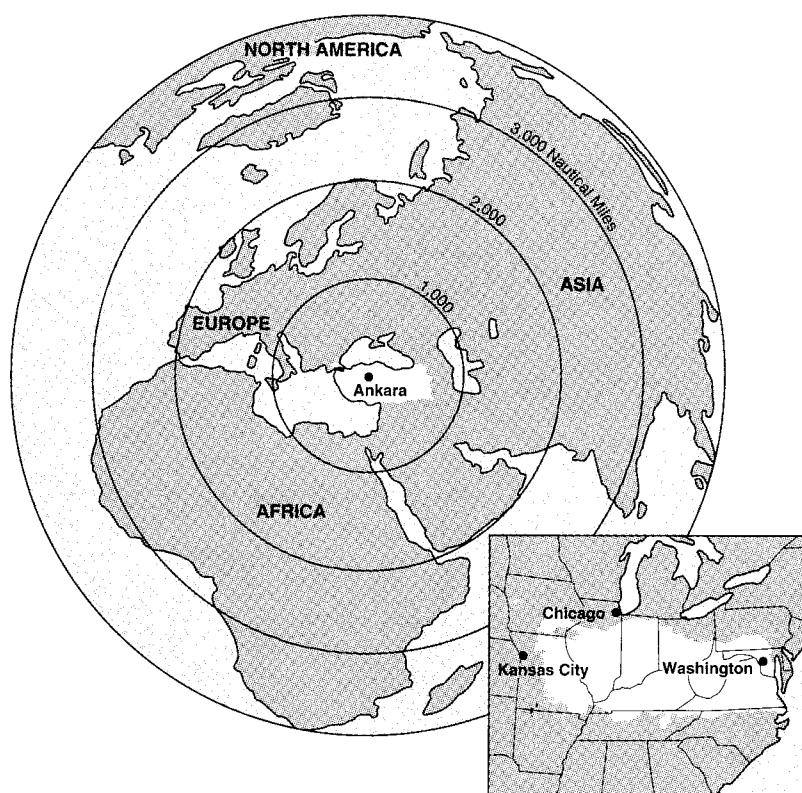 NORTH AMERICA
3,000 Nautical Miles
2,000
ASIA
1,000
EUROPE
Ankara
AFRICA
Chicago
Kansas City
Washington